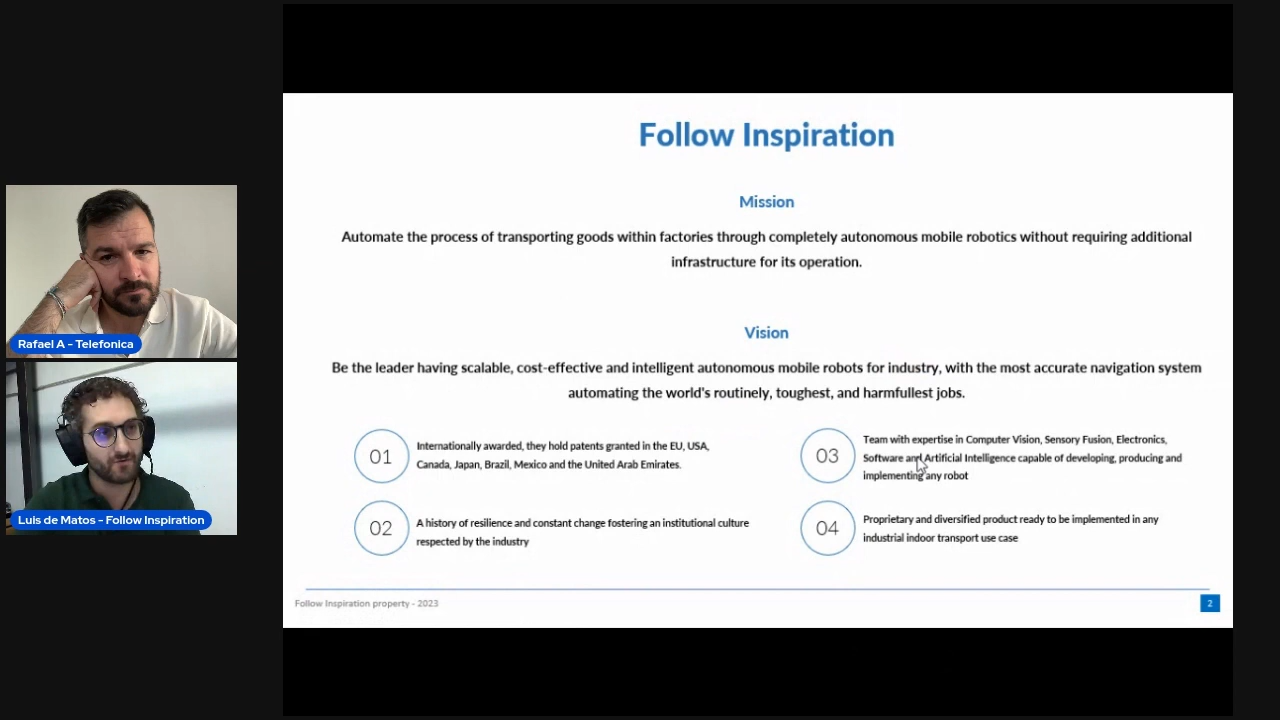 Follow Inspiration
Mission
Automate the process of transporting goods within factories through completely autonomous mobile robotics without requiring additional
infrastructure for its operation.
Vision
Be the leader having scalable, cost-effective and intelligent autonomous mobile robots for industry, with the most accurate navigation system
automating the world's routinely, toughest, and harmfullest jobs.
01
Internationally awarded, they hold patents granted in the EU, USA,
Canada, Japan, Brazil, Mexico and the United Arab Emirates.
02
A history of resilience and constant change fostering an institutional culture
respected by the industry
03
Team with expertise in Computer Vision, Sensory Fusion, Electronics,
Software and Artificial Intelligence capable of developing, producing and
implementing any robot
04
Proprietary and diversified product ready to be implemented in any
industrial indoor transport use case
Follow Inspiration property - 2023
2
Rafael A - Telefonica
Luis de Matos - Follow Inspiration